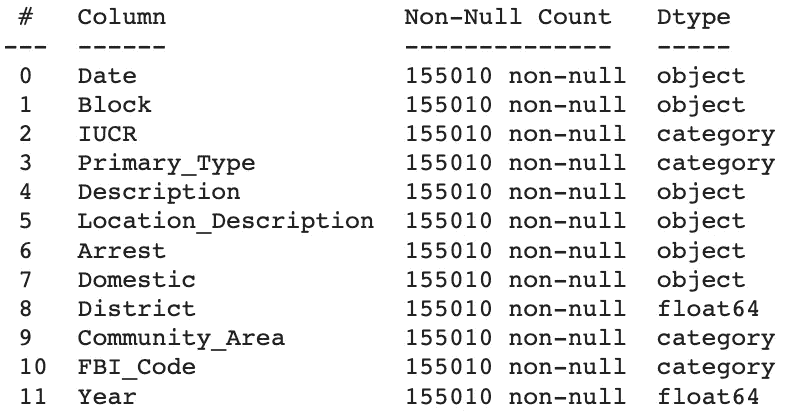 #   Column                Non-Null Count   Dtype
---  ------                --------------   -----
0   Date                  155010 non-null  object
1   Block                 155010 non-null  object
2   IUCR                  155010 non-null  category
3   Primary_Type          155010 non-null  category
4   Description           155010 non-null  object
5   Location_Description  155010 non-null  object
6   Arrest                155010 non-null  object
7   Domestic              155010 non-null  object
8   District              155010 non-null  float64
9   Community_Area        155010 non-null  category
10  FBI_Code              155010 non-null  category
11  Year                  155010 non-null  float64